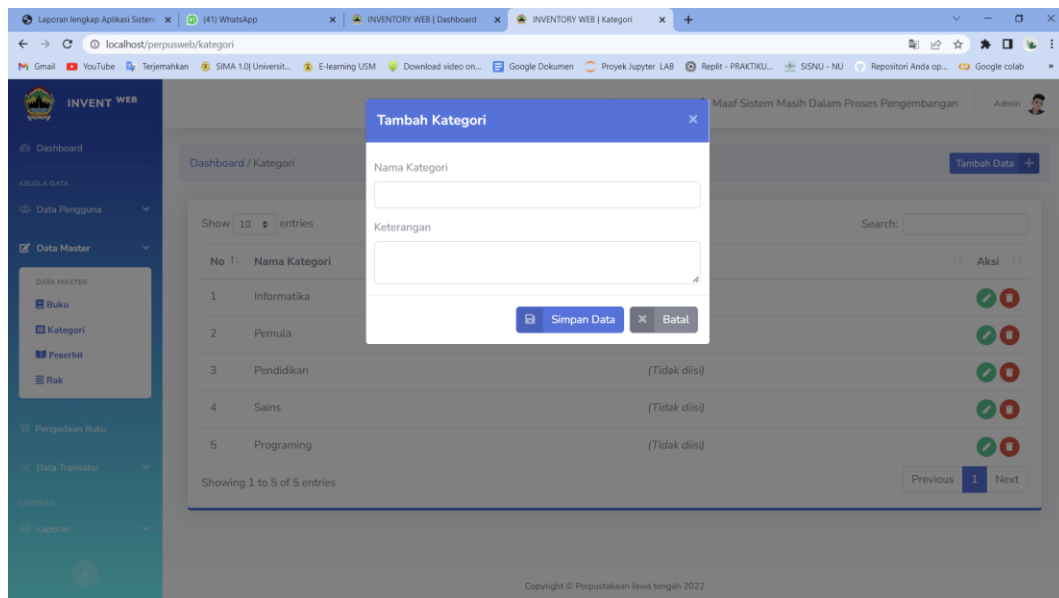 Laporan lengkap Aplikasi Sistem
(41) WhatsApp
INVENTORY WEB | Dashboard
INVENTORY WEB | Kategori
localhost/perpusweb/kategori
Gmail
YouTube
Terjemahkan
SIMA 1.0| Universit...
E-learning USM
Download video on...
Google Dokumen
Proyek Jupyter LAB
Replit - PRAKTIKU...
SISNU - NU
Repositori Anda op...
Google colab
»
INVENT WEB
Maaf Sistem Masih Dalam Proses Pengembangan
Admin
Dashboard
KELOLA DATA
Data Pengguna
Data Master
DATA MASTER
Buku
Kategori
Penerbit
Rak
Pengadaan Buku
Data Transaksi
LAPORAN
Laporan
Dashboard / Kategori
Tambah Data +
Show 10 entries
Search:
No Nama Kategori Aksi
1 Informatika
2 Pemula
3 Pendidikan (Tidak diisi)
4 Sains (Tidak diisi)
5 Programing (Tidak diisi)
Showing 1 to 5 of 5 entries
Previous 1 Next
Tambah Kategori ×
Nama Kategori
Keterangan
Simpan Data
× Batal
Copyright © Perpustakaan Jawa tengah 2022